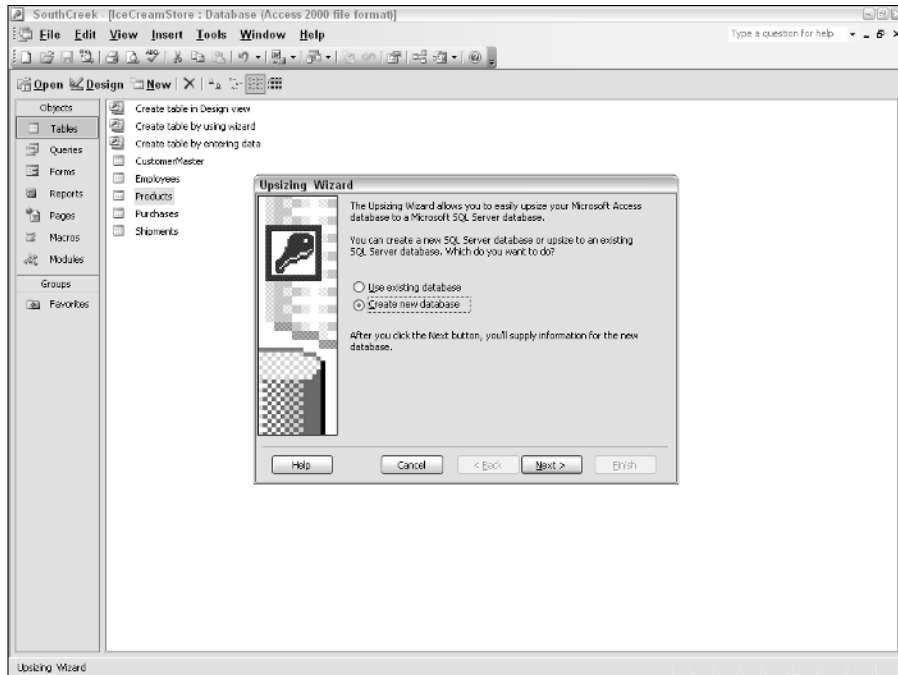 SouthCreek - [IceCreamStore : Database (Access 2000 file format)]
File Edit View Insert Tools Window Help
Type a question for help
Open Design New
Objects
Tables
Queries
Forms
Reports
Pages
Macros
Modules
Groups
Favorites
Create table in Design view
Create table by using wizard
Create table by entering data
CustomerMaster
Employees
Products
Purchases
Shipments
Upsizing Wizard
The Upsizing Wizard allows you to easily upsize your Microsoft Access
database to a Microsoft SQL Server database.
You can create a new SQL Server database or upsize to an existing
SQL Server database. Which do you want to do?
Use existing database
Create new database
After you click the Next button, you'll supply information for the new
database.
Help Cancel < Back Next > Finish
Upsizing Wizard